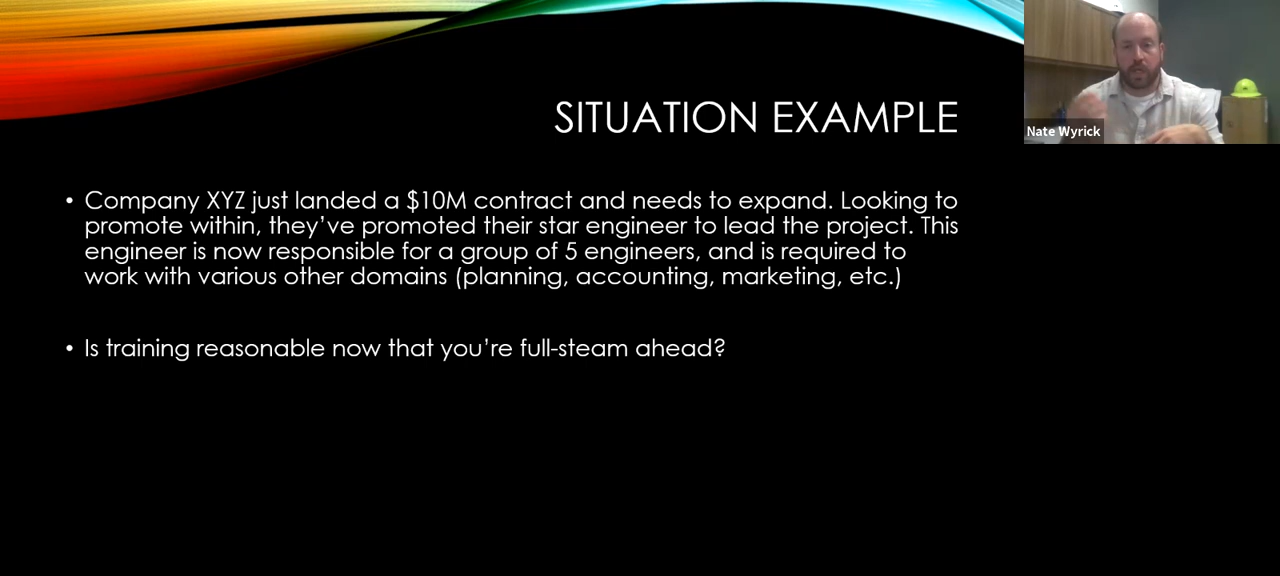 SITUATION EXAMPLE
Nate Wyrick
• Company XYZ just landed a $10M contract and needs to expand. Looking to
promote within, they’ve promoted their star engineer to lead the project. This
engineer is now responsible for a group of 5 engineers, and is required to
work with various other domains (planning, accounting, marketing, etc.)
• Is training reasonable now that you’re full-steam ahead?